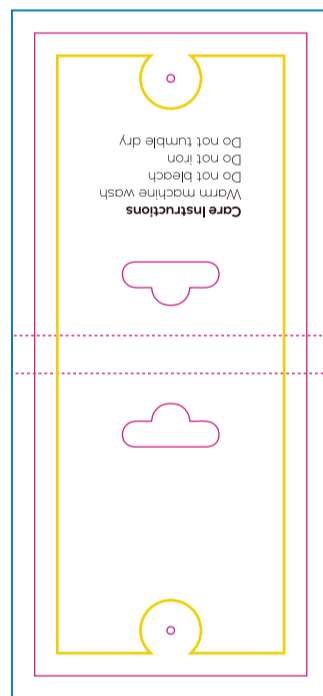 Care Instructions
Warm machine wash
Do not bleach
Do not iron
Do not tumble dry